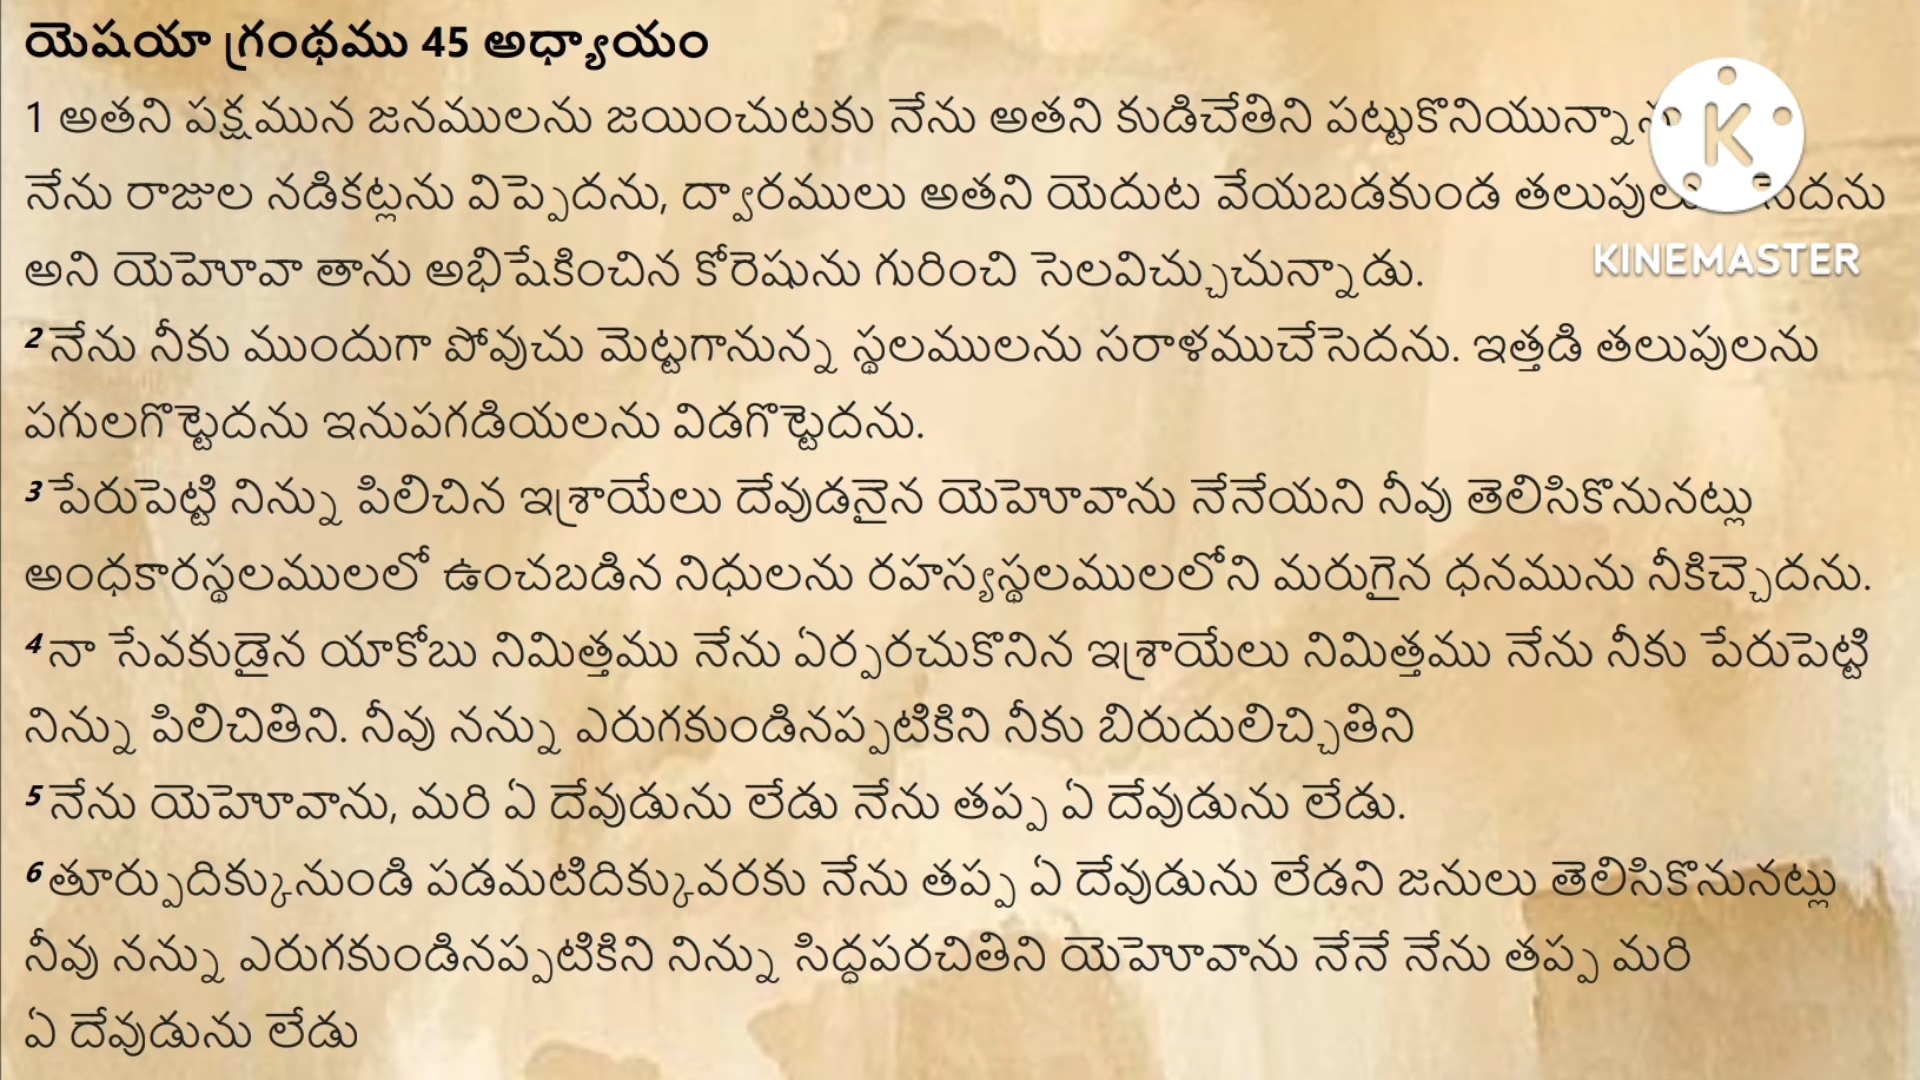 యెషయా గ్రంథము 45 అధ్యాయం
1 అతని పక్షమున జనములను జయించుటకు నేను అతని కుడిచేతిని పట్టుకొనియున్నాను
నేను రాజుల నడికట్లను విప్పెదను, ద్వారములు అతని యెదుట వేయబడకుండ తలుపులు
అని యెహెూవా తాను అభిషేకించిన కోరెషును గురించి సెలవిచ్చుచున్నాడు.
KINEMASTER
2 నేను నీకు ముందుగా పోవుచు మెట్టగానున్న స్థలములను సరాళముచేసెదను. ఇత్తడి తలుపులను
పగులగొట్టెదను ఇనుపగడియలను విడగొట్టెదను.
3 పేరుపెట్టి నిన్ను పిలిచిన ఇశ్రాయేలు దేవుడనైన యెహెూవాను నేనేయని నీవు తెలిసికొనునట్లు
అంధకారస్థలములలో ఉంచబడిన నిధులను రహస్యస్థలములలోని మరుగైన ధనమును నీకిచ్చెదను.
4 నా సేవకుడైన యాకోబు నిమిత్తము నేను ఏర్పరచుకొనిన ఇశ్రాయేలు నిమిత్తము నేను నీకు పేరుపెట్టి
నిన్ను పిలిచితిని. నీవు నన్ను ఎరుగకుండినప్పటికిని నీకు బిరుదులిచ్చితిని
5 నేను యెహెూవాను, మరి ఏ దేవుడును లేడు నేను తప్ప ఏ దేవుడును లేడు.
6 తూర్పుదిక్కునుండి పడమటిదిక్కువరకు నేను తప్ప ఏ దేవుడును లేడని జనులు తెలిసికొనునట్లు
నీవు నన్ను ఎరుగకుండినప్పటికిని నిన్ను సిద్ధపరచితిని యెహెూవాను నేనే నేను తప్ప మరి
ఏ దేవుడును లేడు